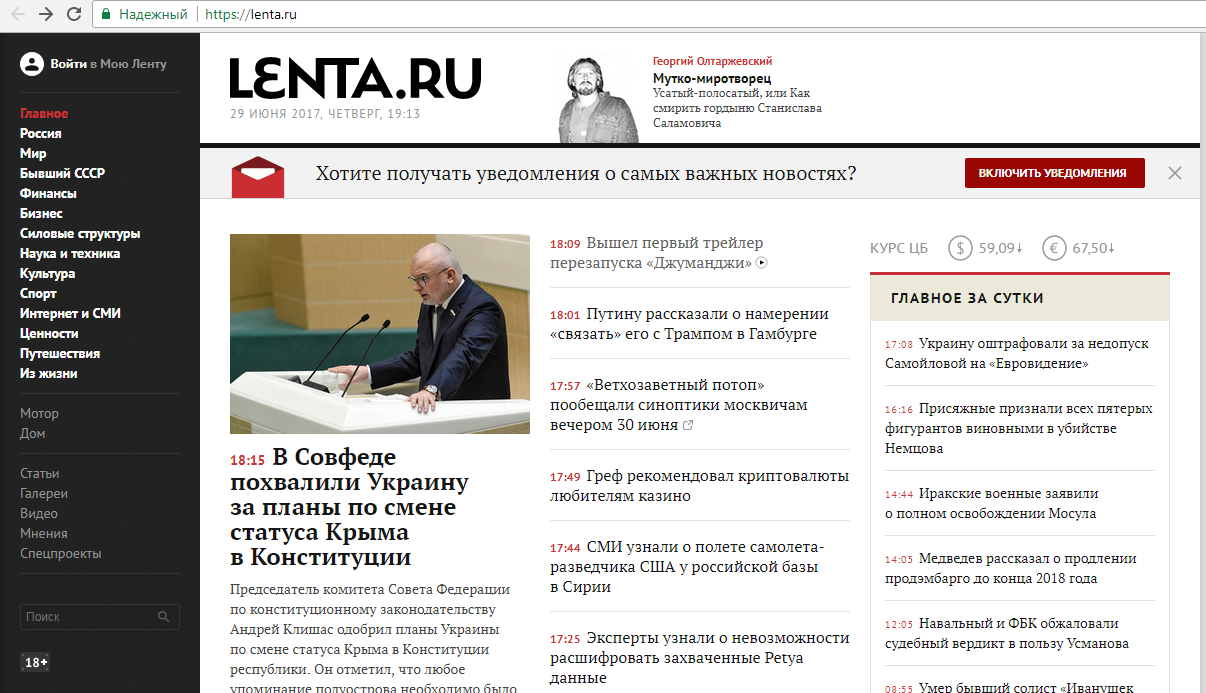 Надежный
https://lenta.ru
Войти в Мою Ленту
Главное
Россия
Мир
Бывший СССР
Финансы
Бизнес
Силовые структуры
Наука и техника
Культура
Спорт
Интернет и СМИ
Ценности
Путешествия
Из жизни
Мотор
Дом
Статьи
Галереи
Видео
Мнения
Спецпроекты
Поиск
18+
LENTA.RU
29 ИЮНЯ 2017, ЧЕТВЕРГ, 19:13
Георгий Олтаржевский
Мутко-миротворец
Усатый-полосатый, или Как
смирить гордыню Станислава
Саламовича
Хотите получать уведомления о самых важных новостях?
ВКЛЮЧИТЬ УВЕДОМЛЕНИЯ
18:15 В Совфеде
похвалили Украину
за планы по смене
статуса Крыма
в Конституции
Председатель комитета Совета Федерации
по конституционному законодательству
Андрей Клишас одобрил планы Украины
по смене статуса Крыма в Конституции
республики. Он отметил, что любое
упоминание полуострова необходимо было
18:09 Вышел первый трейлер
перезапуска «Джуманджи»
18:01 Путину рассказали о намерении
«связать» его с Трампом в Гамбурге
17:57 «Ветхозаветный потоп»
пообещали синоптики москвичам
вечером 30 июня
17:49 Греф рекомендовал криптовалюты
любителям казино
17:44 СМИ узнали о полете самолета-
разведчика США у российской базы
в Сирии
17:25 Эксперты узнали о невозможности
расшифровать захваченные Petya
данные
КУРС ЦБ $ 59,09↓ € 67,50↓
ГЛАВНОЕ ЗА СУТКИ
17:08 Украину оштрафовали за недопуск
Самойловой на «Евровидение»
16:16 Присяжные признали всех пятерых
фигурантов виновными в убийстве
Немцова
14:44 Иракские военные заявили
о полном освобождении Мосула
14:05 Медведев рассказал о продлении
продэмбарго до конца 2018 года
12:05 Навальный и ФБК обжаловали
судебный вердикт в пользу Усманова
08:55 Умер бывший солист «Иванушек